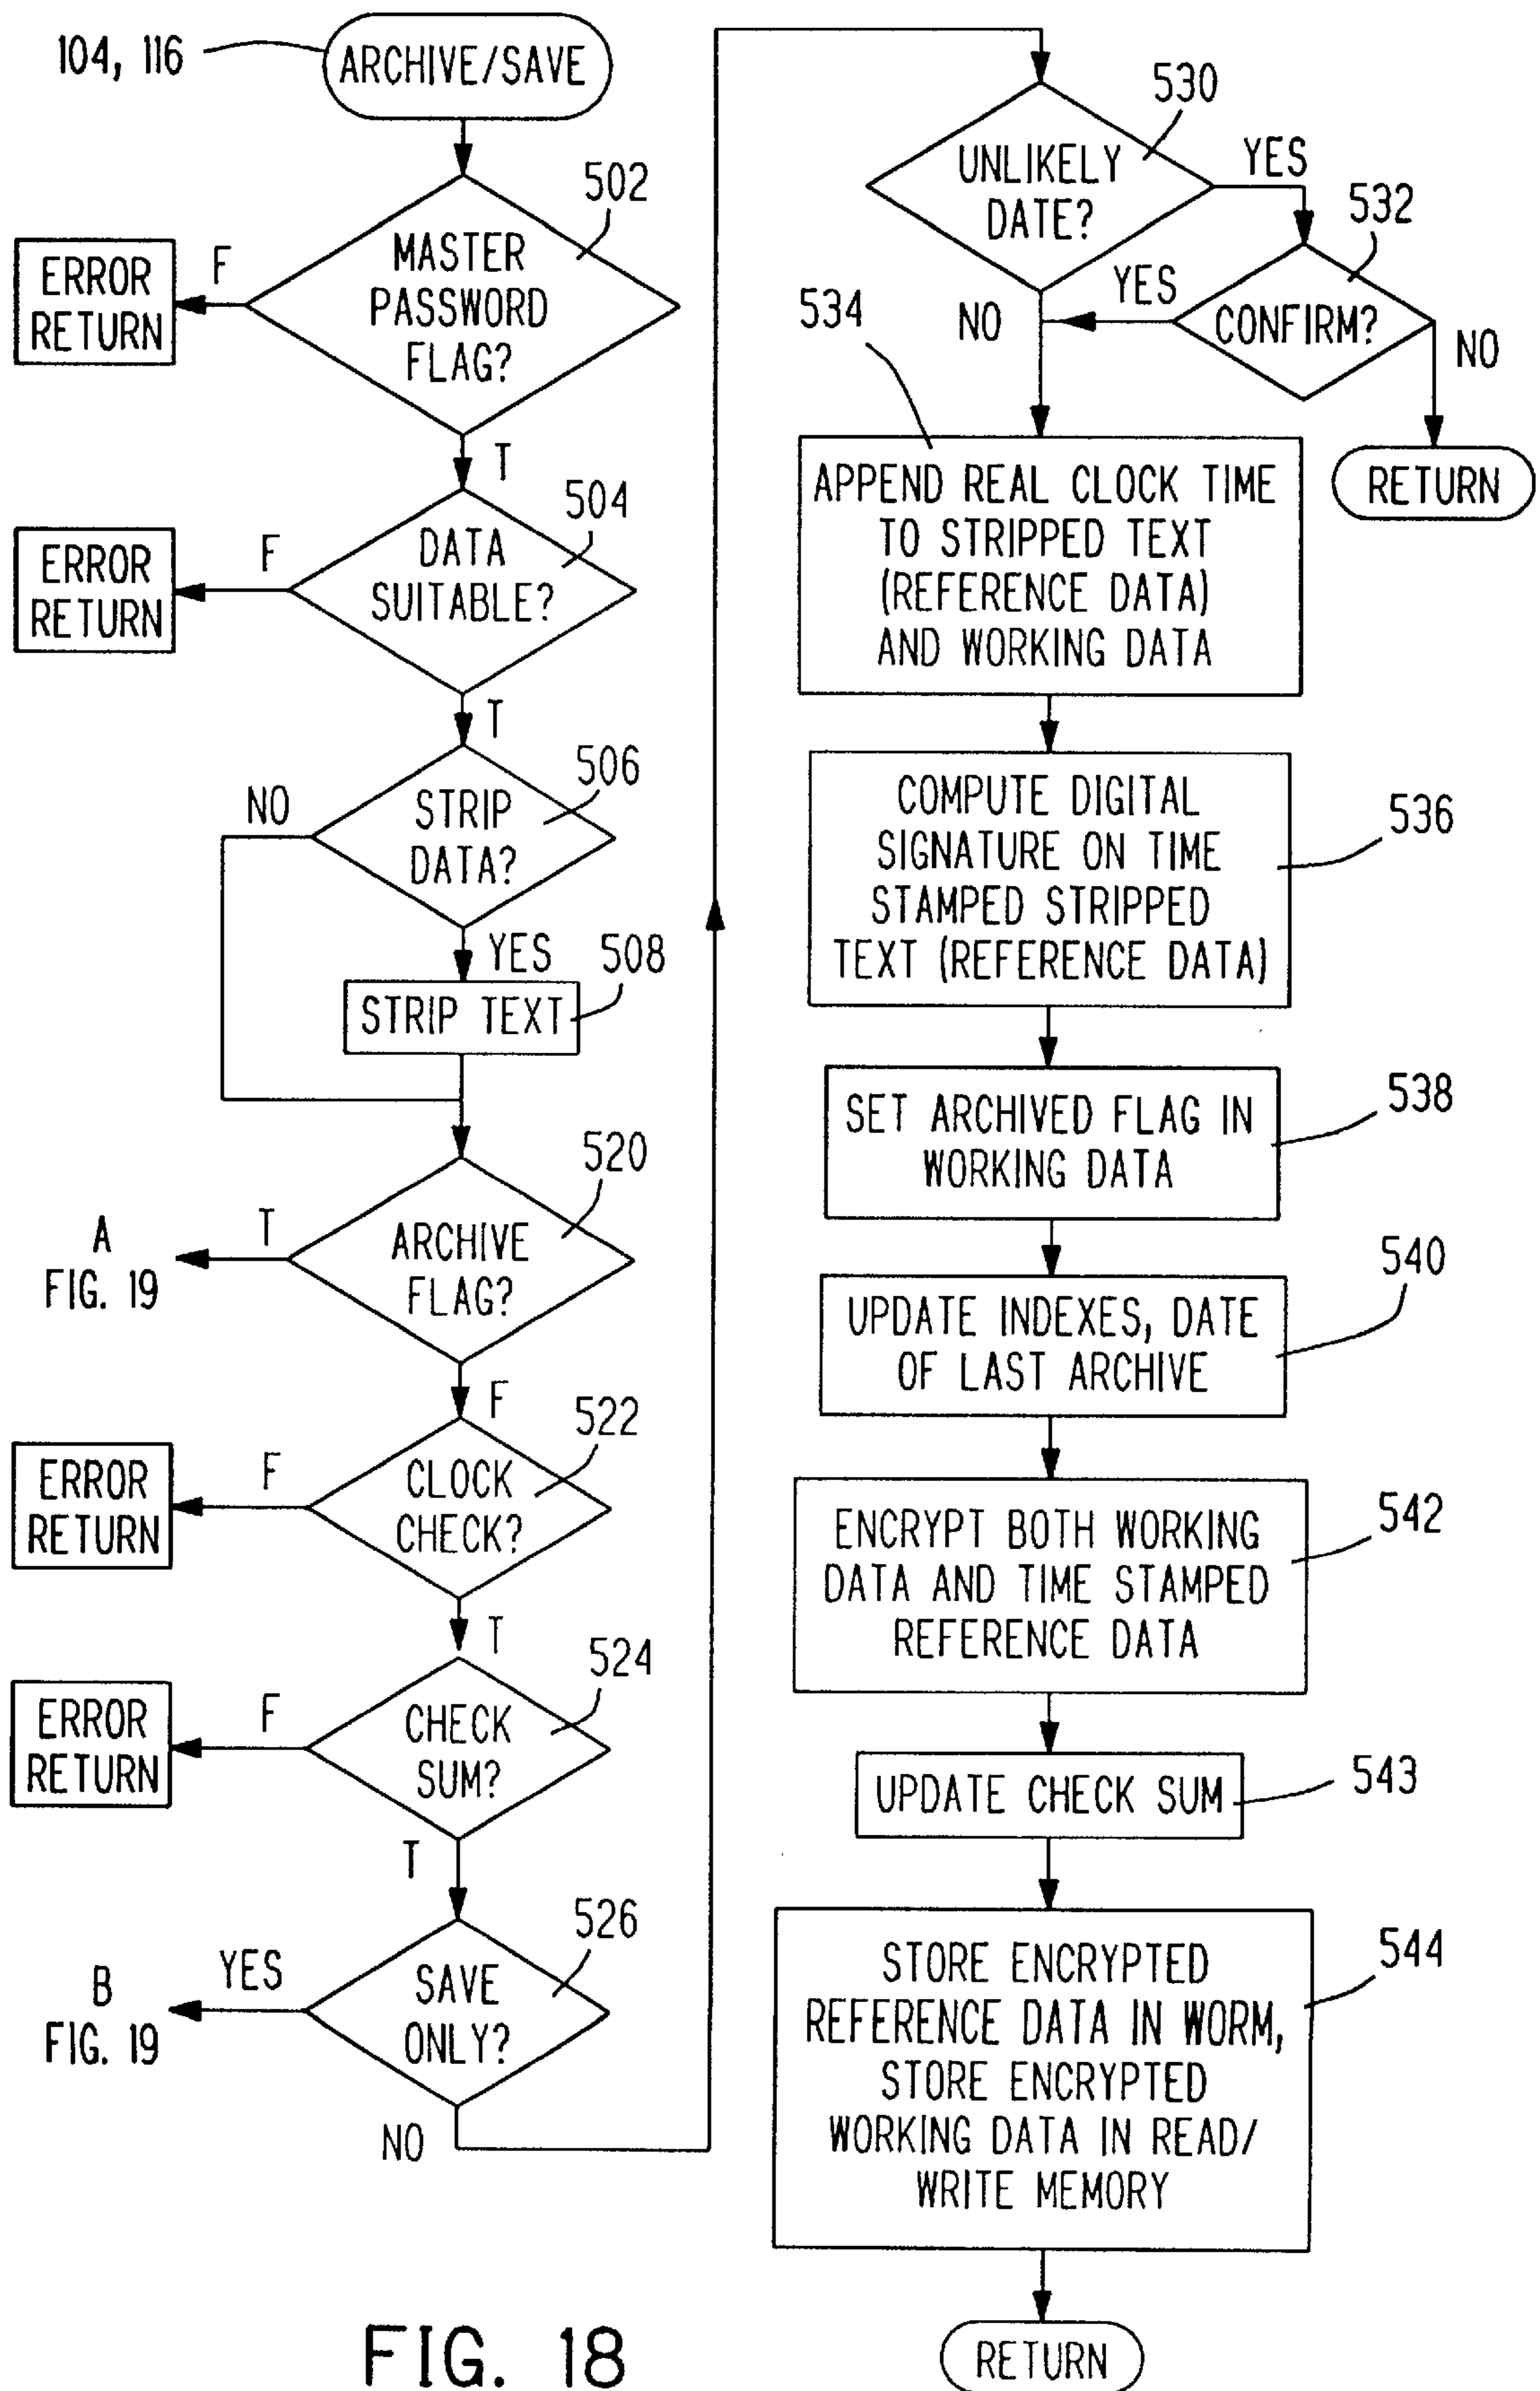 104, 116
ARCHIVE/SAVE
502
MASTER
PASSWORD
FLAG?
F
ERROR
RETURN
T
504
DATA
SUITABLE?
F
ERROR
RETURN
T
506
STRIP
DATA?
NO
YES
508
STRIP TEXT
520
ARCHIVE
FLAG?
T
A
FIG. 19
F
522
CLOCK
CHECK?
F
ERROR
RETURN
T
524
CHECK
SUM?
F
ERROR
RETURN
T
526
SAVE
ONLY?
YES
B
FIG. 19
NO
530
UNLIKELY
DATE?
YES
532
CONFIRM?
YES
NO
NO
RETURN
534
APPEND REAL CLOCK TIME
TO STRIPPED TEXT
(REFERENCE DATA)
AND WORKING DATA
536
COMPUTE DIGITAL
SIGNATURE ON TIME
STAMPED STRIPPED
TEXT (REFERENCE DATA)
538
SET ARCHIVED FLAG IN
WORKING DATA
540
UPDATE INDEXES, DATE
OF LAST ARCHIVE
542
ENCRYPT BOTH WORKING
DATA AND TIME STAMPED
REFERENCE DATA
543
UPDATE CHECK SUM
544
STORE ENCRYPTED
REFERENCE DATA IN WORM,
STORE ENCRYPTED
WORKING DATA IN READ/
WRITE MEMORY
RETURN
FIG. 18